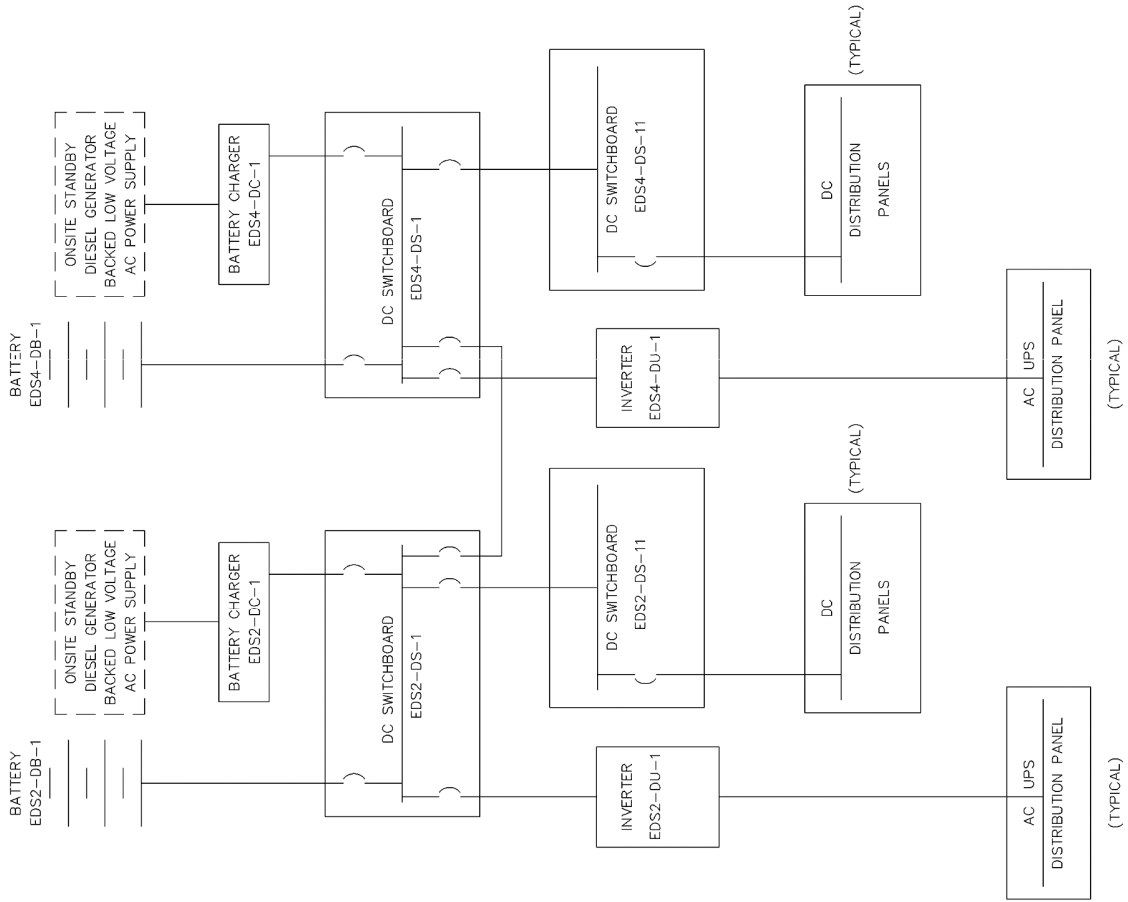 BATTERY
EDS2-DB-1
ONSITE STANDBY
DIESEL GENERATOR
BACKED LOW VOLTAGE
AC POWER SUPPLY
BATTERY
EDS4-DB-1
ONSITE STANDBY
DIESEL GENERATOR
BACKED LOW VOLTAGE
AC POWER SUPPLY
BATTERY CHARGER
EDS2-DC-1
BATTERY CHARGER
EDS4-DC-1
DC SWITCHBOARD
EDS2-DS-1
DC SWITCHBOARD
EDS4-DS-1
INVERTER
EDS2-DU-1
DC SWITCHBOARD
EDS2-DS-11
INVERTER
EDS4-DU-1
DC SWITCHBOARD
EDS4-DS-11
DC
DISTRIBUTION
PANELS
(TYPICAL)
DC
DISTRIBUTION
PANELS
(TYPICAL)
AC UPS
DISTRIBUTION PANEL
(TYPICAL)
AC UPS
DISTRIBUTION PANEL
(TYPICAL)